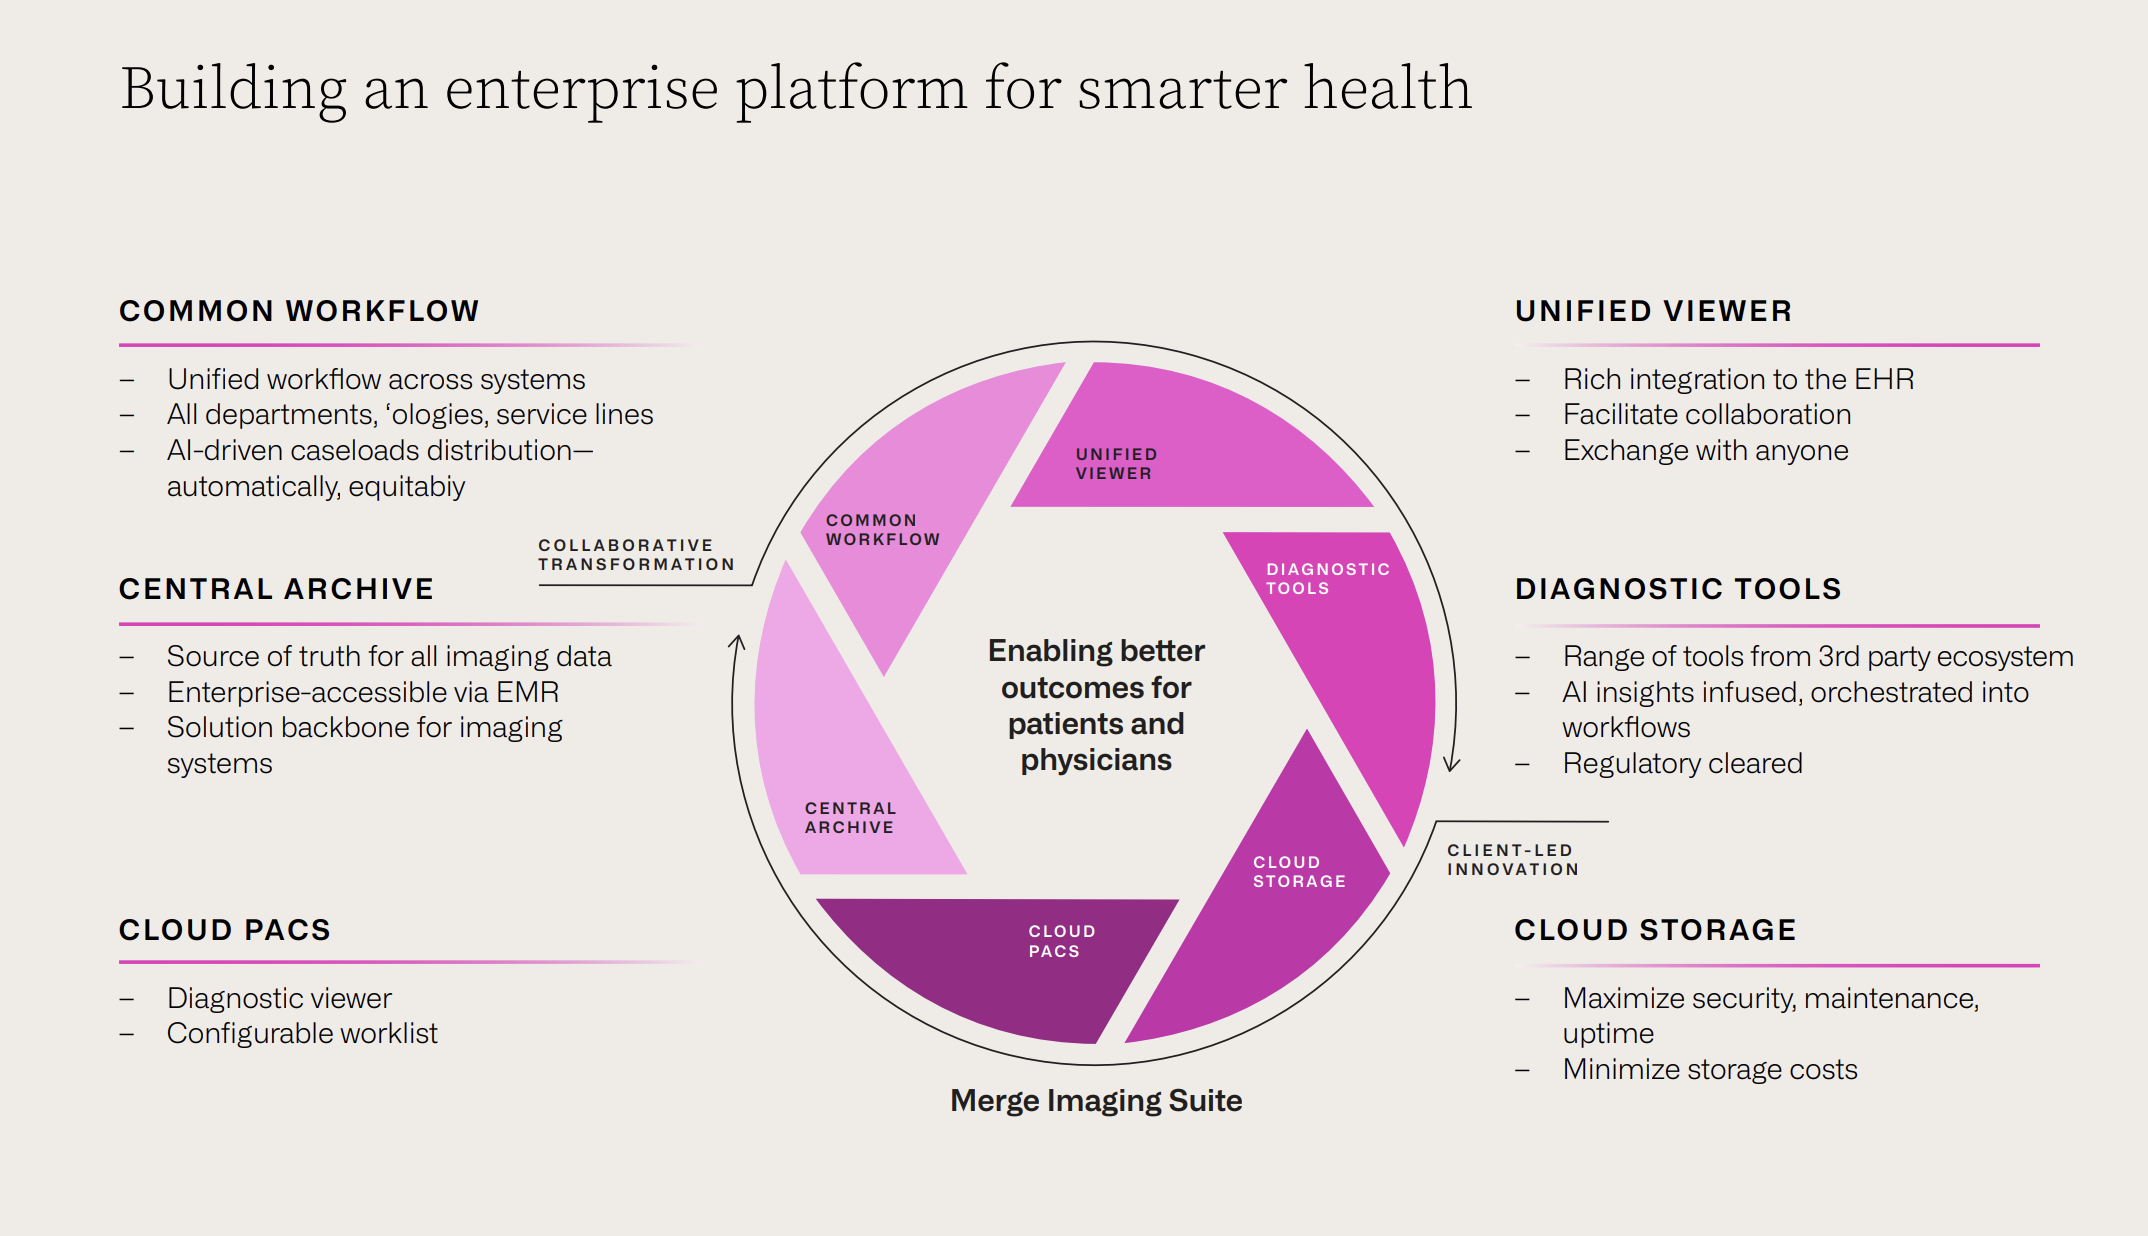 Building an enterprise platform for smarter health
COMMON WORKFLOW
– Unified workflow across systems
– All departments, ‘ologies, service lines
– AI-driven caseloads distribution—
automatically, equitabiy
CENTRAL ARCHIVE
– Source of truth for all imaging data
– Enterprise-accessible via EMR
– Solution backbone for imaging
systems
CLOUD PACS
– Diagnostic viewer
– Configurable worklist
COLLABORATIVE
TRANSFORMATION
COMMON
WORKFLOW
UNIFIED
VIEWER
DIAGNOSTIC
TOOLS
CENTRAL
ARCHIVE
CLOUD
STORAGE
CLOUD
PACS
Enabling better
outcomes for
patients and
physicians
CLIENT-LED
INNOVATION
Merge Imaging Suite
UNIFIED VIEWER
– Rich integration to the EHR
– Facilitate collaboration
– Exchange with anyone
DIAGNOSTIC TOOLS
– Range of tools from 3rd party ecosystem
– AI insights infused, orchestrated into
workflows
– Regulatory cleared
CLOUD STORAGE
– Maximize security, maintenance,
uptime
– Minimize storage costs